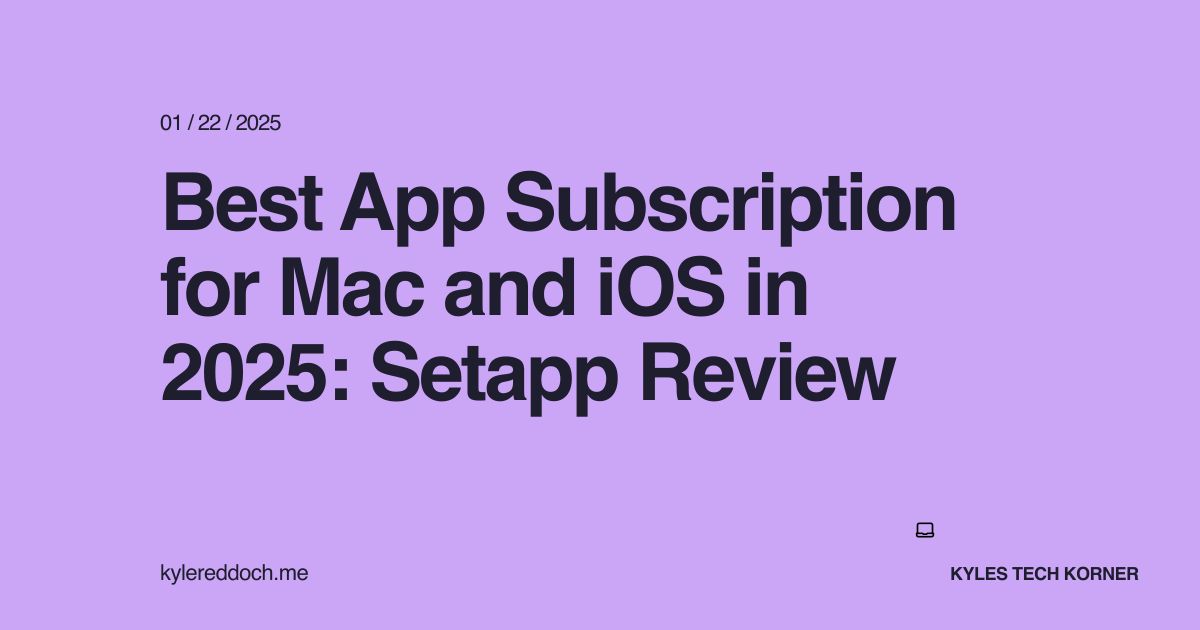 01 / 22 / 2025
Best App Subscription
for Mac and iOS in
2025: Setapp Review
kylereddoch.me
KYLES TECH KORNER